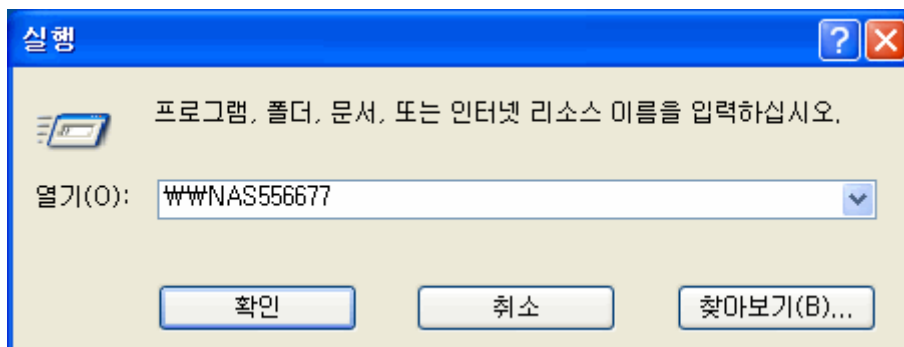 실행
프로그램, 폴더, 문서, 또는 인터넷 리소스 이름을 입력하십시오.
열기(O): ₩₩NAS556677
확인 취소 찾아보기(B)...